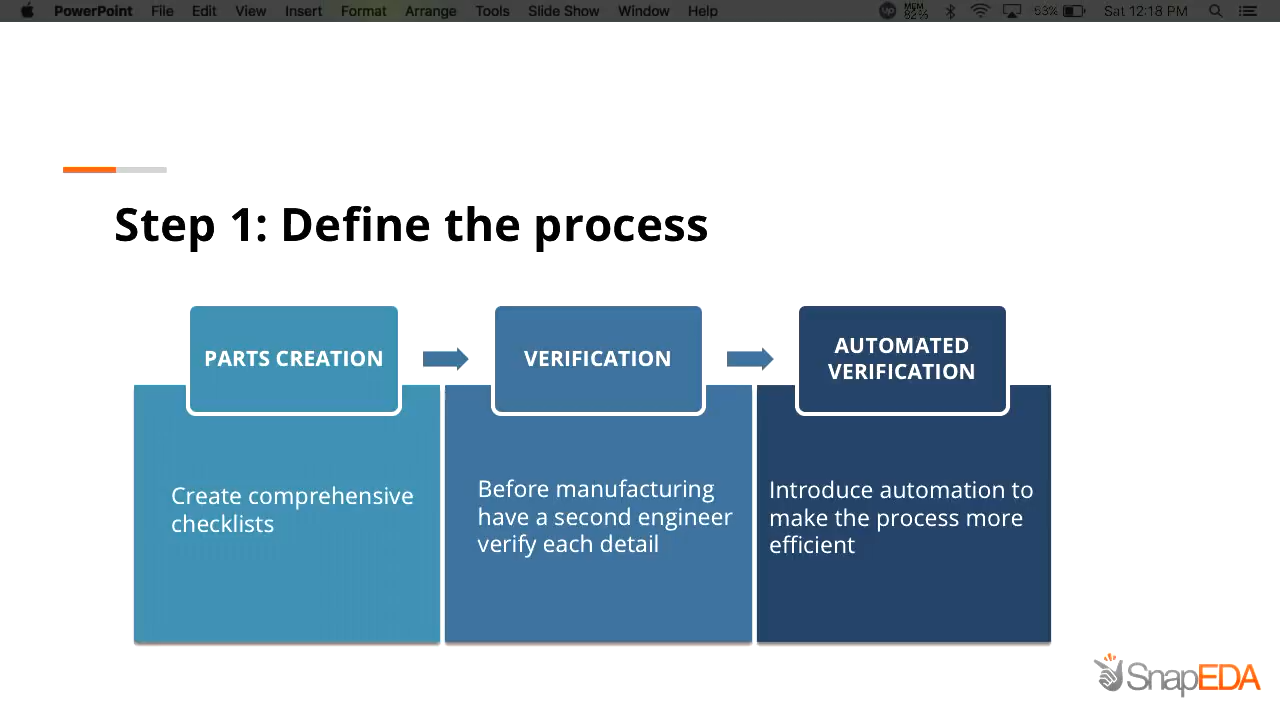 PowerPoint File Edit View Insert Format Arrange Tools Slide Show Window Help
MEM
62%
53% Sat 12:18 PM
Step 1: Define the process
PARTS CREATION
VERIFICATION
AUTOMATED
VERIFICATION
Create comprehensive
checklists
Before manufacturing
have a second engineer
verify each detail
Introduce automation to
make the process more
efficient
SnapEDA